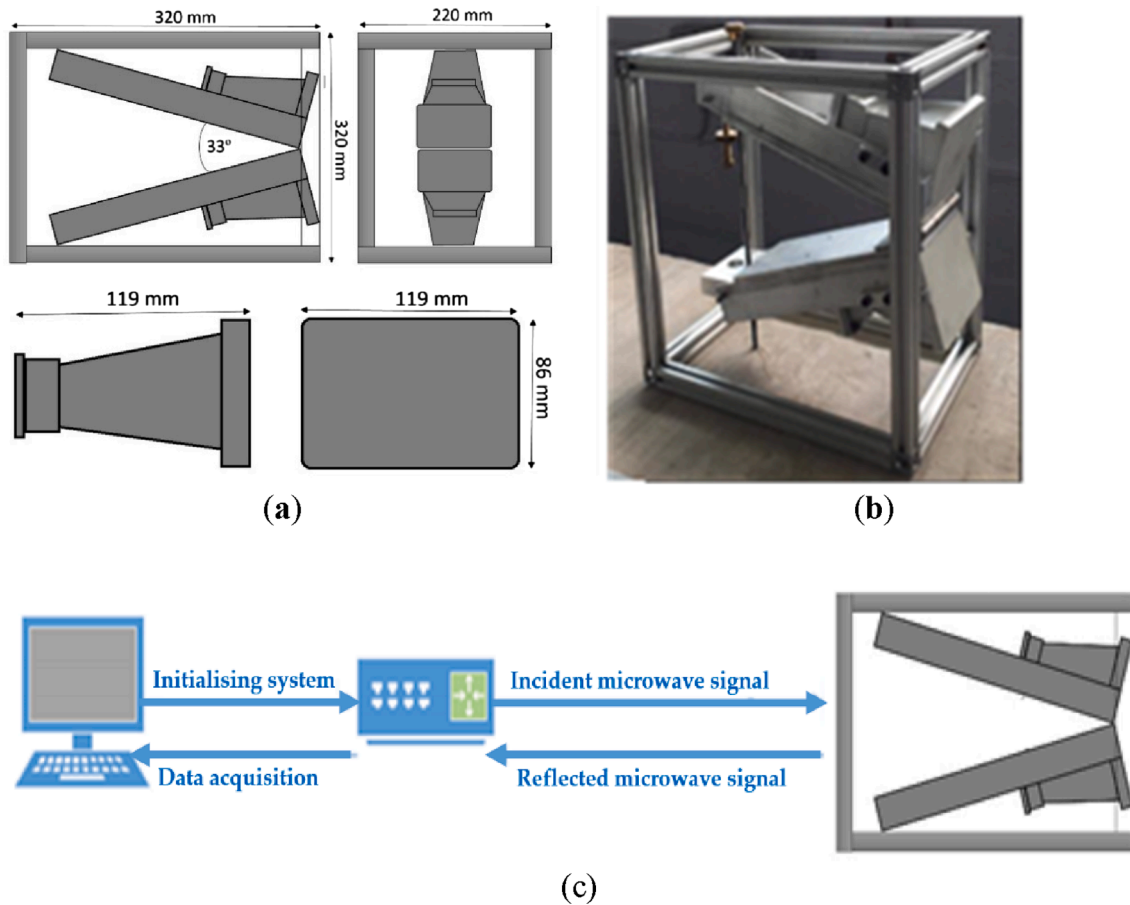 320 mm
220 mm
33°
320 mm
119 mm
119 mm
86 mm
(a)
(b)
Initialising system
Incident microwave signal
Data acquisition
Reflected microwave signal
(c)